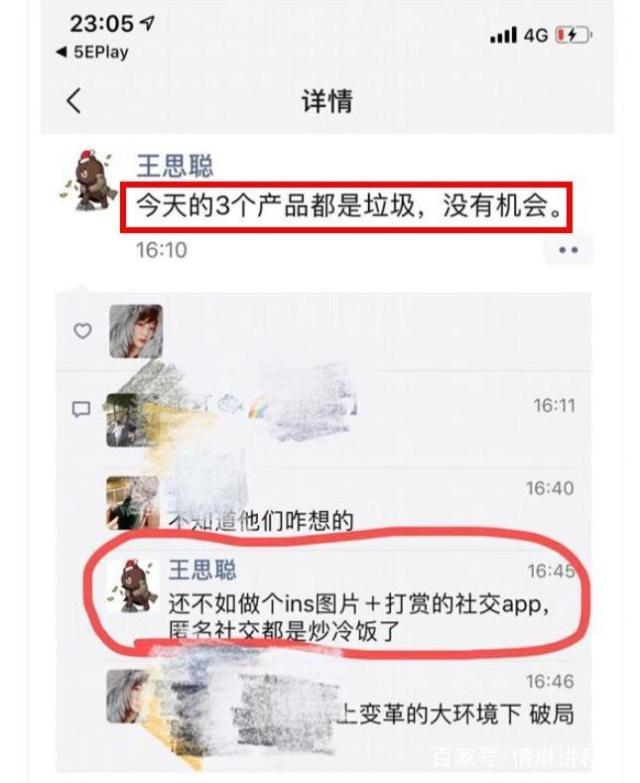 23:05
4G
5EPlay
详情
王思聪
今天的3个产品都是垃圾，没有机会。
16:10
16:11
16:40
不知道他们咋想的
王思聪
16:45
还不如做个ins图片＋打赏的社交app，
匿名社交都是炒冷饭了
16:46
上变革的大环境下 破局
百家号/倩琳讲科